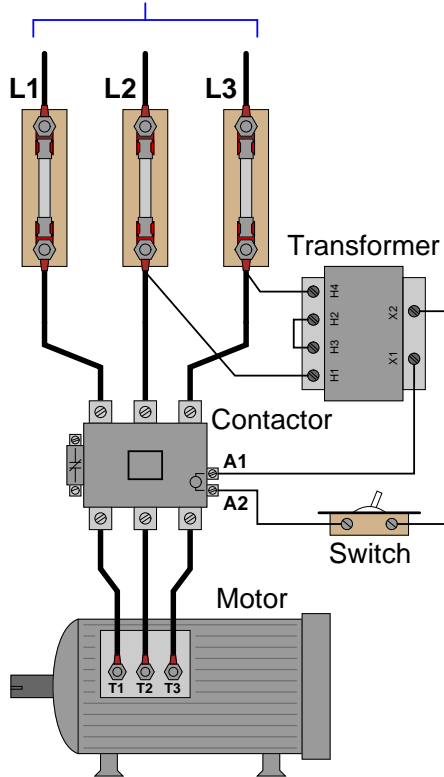 L1 L2 L3
Transformer
H4
H2
H3
H1
X2
X1
Contactor
A1
A2
Switch
Motor
T1 T2 T3